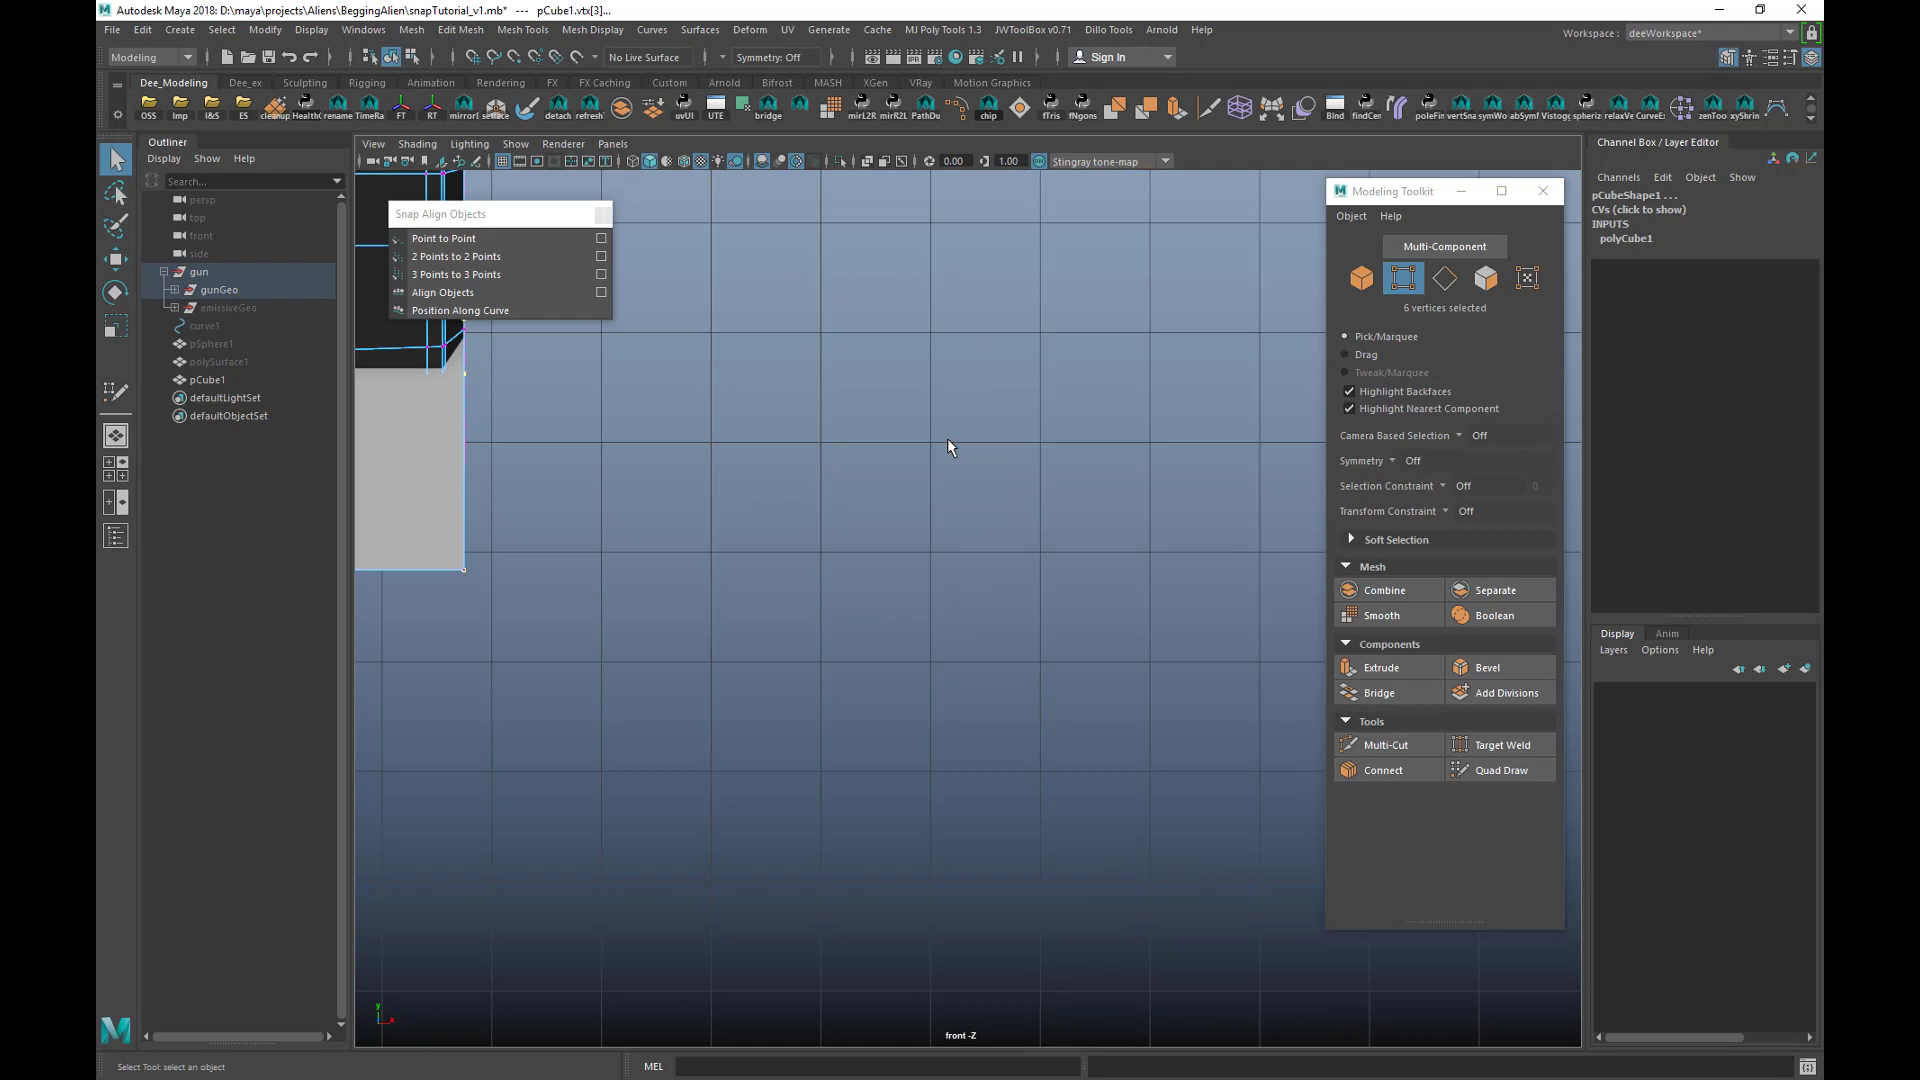 Autodesk Maya 2018: D:\maya\projects\Aliens\BeggingAlien\snapTutorial_v1.mb* --- pCube1.vtx[3]...
File Edit Create Select Modify Display Windows Mesh Edit Mesh Mesh Tools Mesh Display Curves Surfaces Deform UV Generate Cache MJ Poly Tools 1.3 JWToolBox v0.71 Dillo Tools Arnold Help
Workspace : deeWorkspace*
Modeling No Live Surface Symmetry: Off Sign In
Dee_Modeling Dee_ex Sculpting Rigging Animation Rendering FX FX Caching Custom Arnold Bifrost MASH XGen VRay Motion Graphics
OSS Imp I&S ES cleanup HealthC rename TimeRa FT RT mirrorI setface detach refresh uvUI UTE bridge mirL2R mirR2L PathDu chip fTris fNgons BInd findCen poleFin vertSna symWo abSymf Vistogg spheriz relaxVe CurveEx zenToo xyShrin
Outliner
Display Show Help
Search...
persp
top
front
side
gun
gunGeo
emissiveGeo
curve1
pSphere1
polySurface1
pCube1
defaultLightSet
defaultObjectSet
View Shading Lighting Show Renderer Panels
0.00 1.00 ON Stingray tone-map
Snap Align Objects
Point to Point
2 Points to 2 Points
3 Points to 3 Points
Align Objects
Position Along Curve
y
x
front -Z
Modeling Toolkit
Object Help
Multi-Component
6 vertices selected
Pick/Marquee
Drag
Tweak/Marquee
Highlight Backfaces
Highlight Nearest Component
Camera Based Selection Off
Symmetry Off
Selection Constraint Off 0
Transform Constraint Off
Soft Selection
Mesh
Combine Separate
Smooth Boolean
Components
Extrude Bevel
Bridge Add Divisions
Tools
Multi-Cut Target Weld
Connect Quad Draw
Channel Box / Layer Editor
Channels Edit Object Show
pCubeShape1 ...
CVs (click to show)
INPUTS
polyCube1
Display Anim
Layers Options Help
Select Tool: select an object
MEL